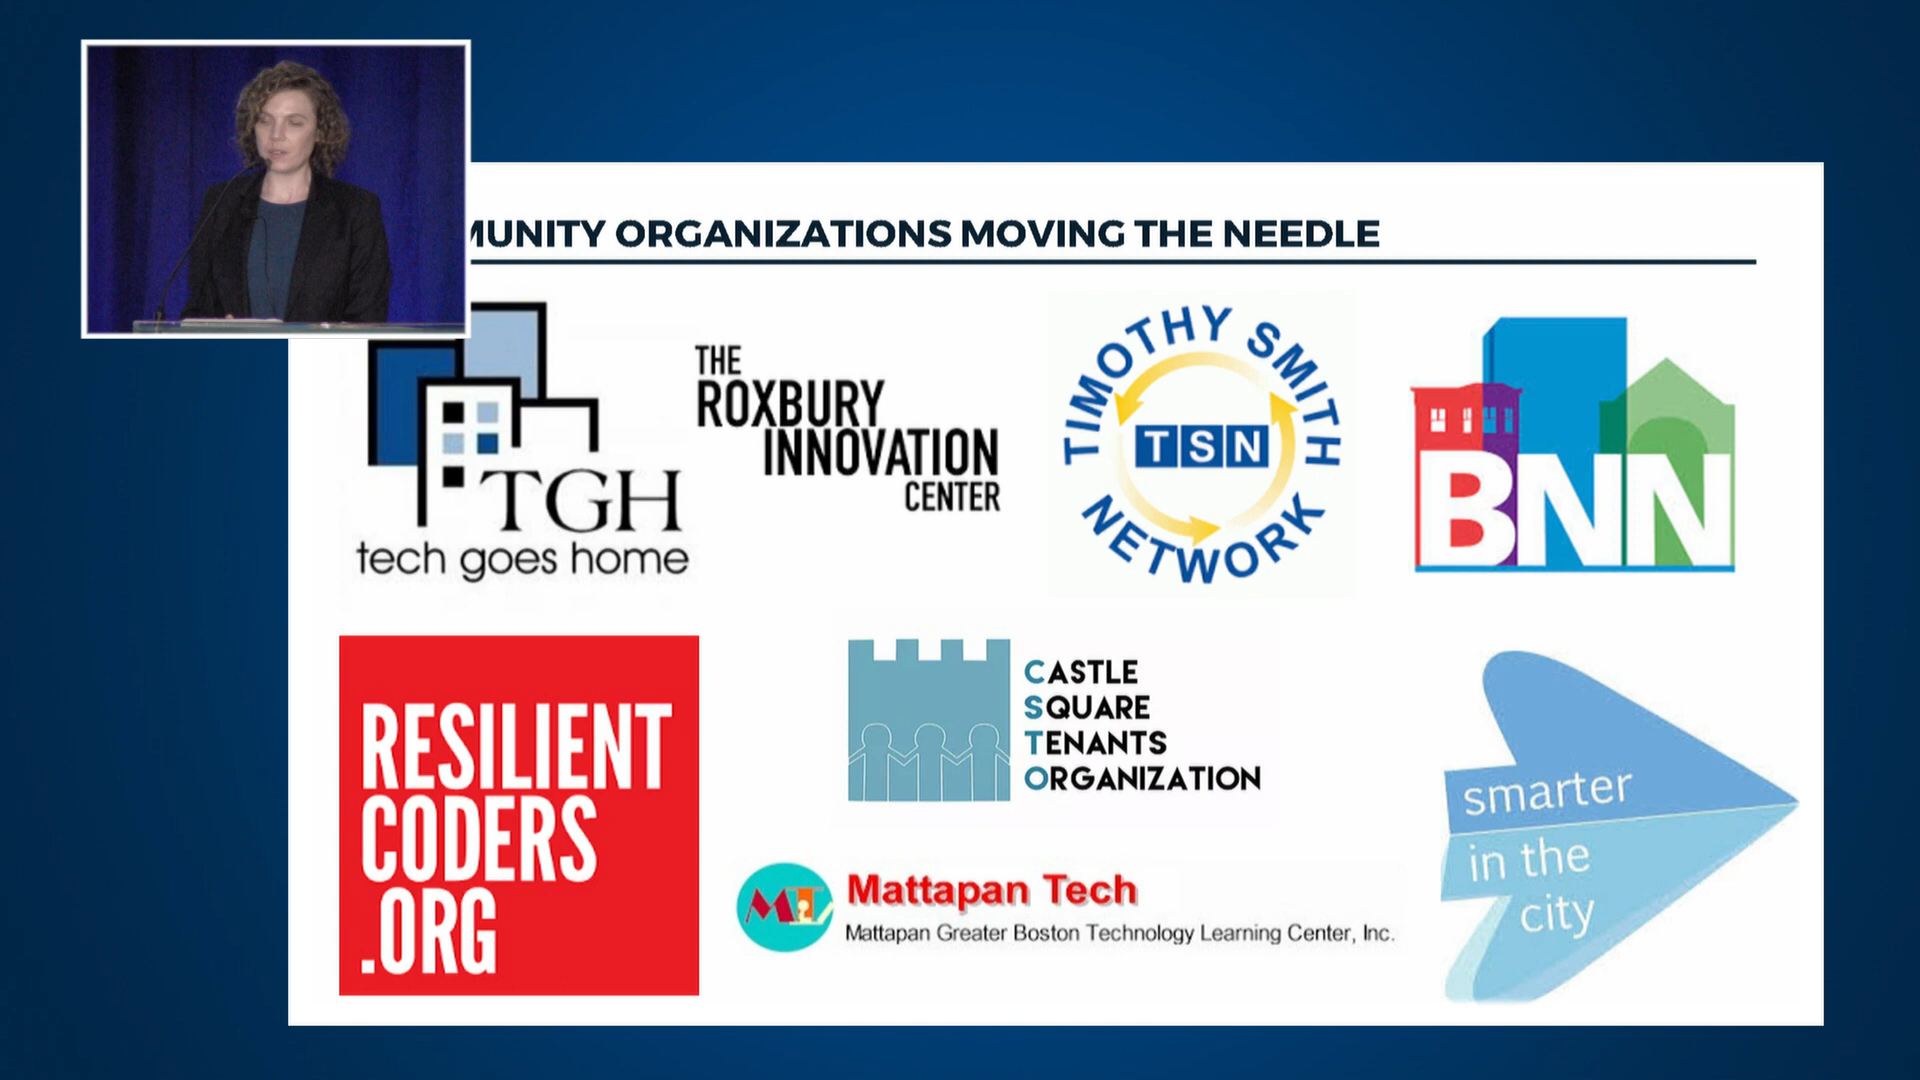 MUNITY ORGANIZATIONS MOVING THE NEEDLE
TGH
tech goes home
THE
ROXBURY
INNOVATION
CENTER
TIMOTHY SMITH
TSN
NETWORK
BNN
RESILIENT
CODERS
.ORG
CASTLE
SQUARE
TENANTS
ORGANIZATION
MTL
Mattapan Tech
Mattapan Greater Boston Technology Learning Center, Inc.
smarter
in the
city